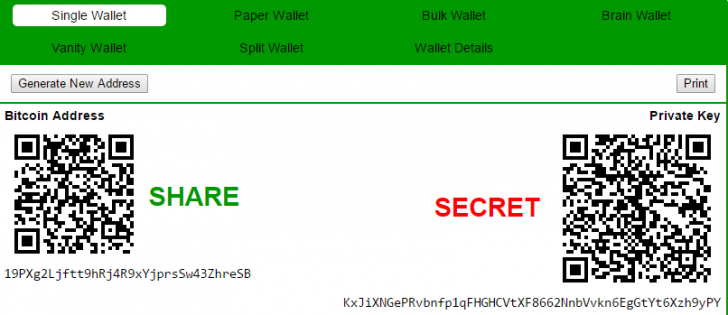 Single Wallet Paper Wallet Bulk Wallet Brain Wallet
Vanity Wallet Split Wallet Wallet Details
Generate New Address Print
Bitcoin Address Private Key
SHARE
SECRET
19PXg2Ljftt9hRj4R9xYjprsSw43ZhreSB
KxJiXNGePRvbnfp1qFHGHCVtXF8662NnbVvkn6EgGtYt6Xzh9yPY